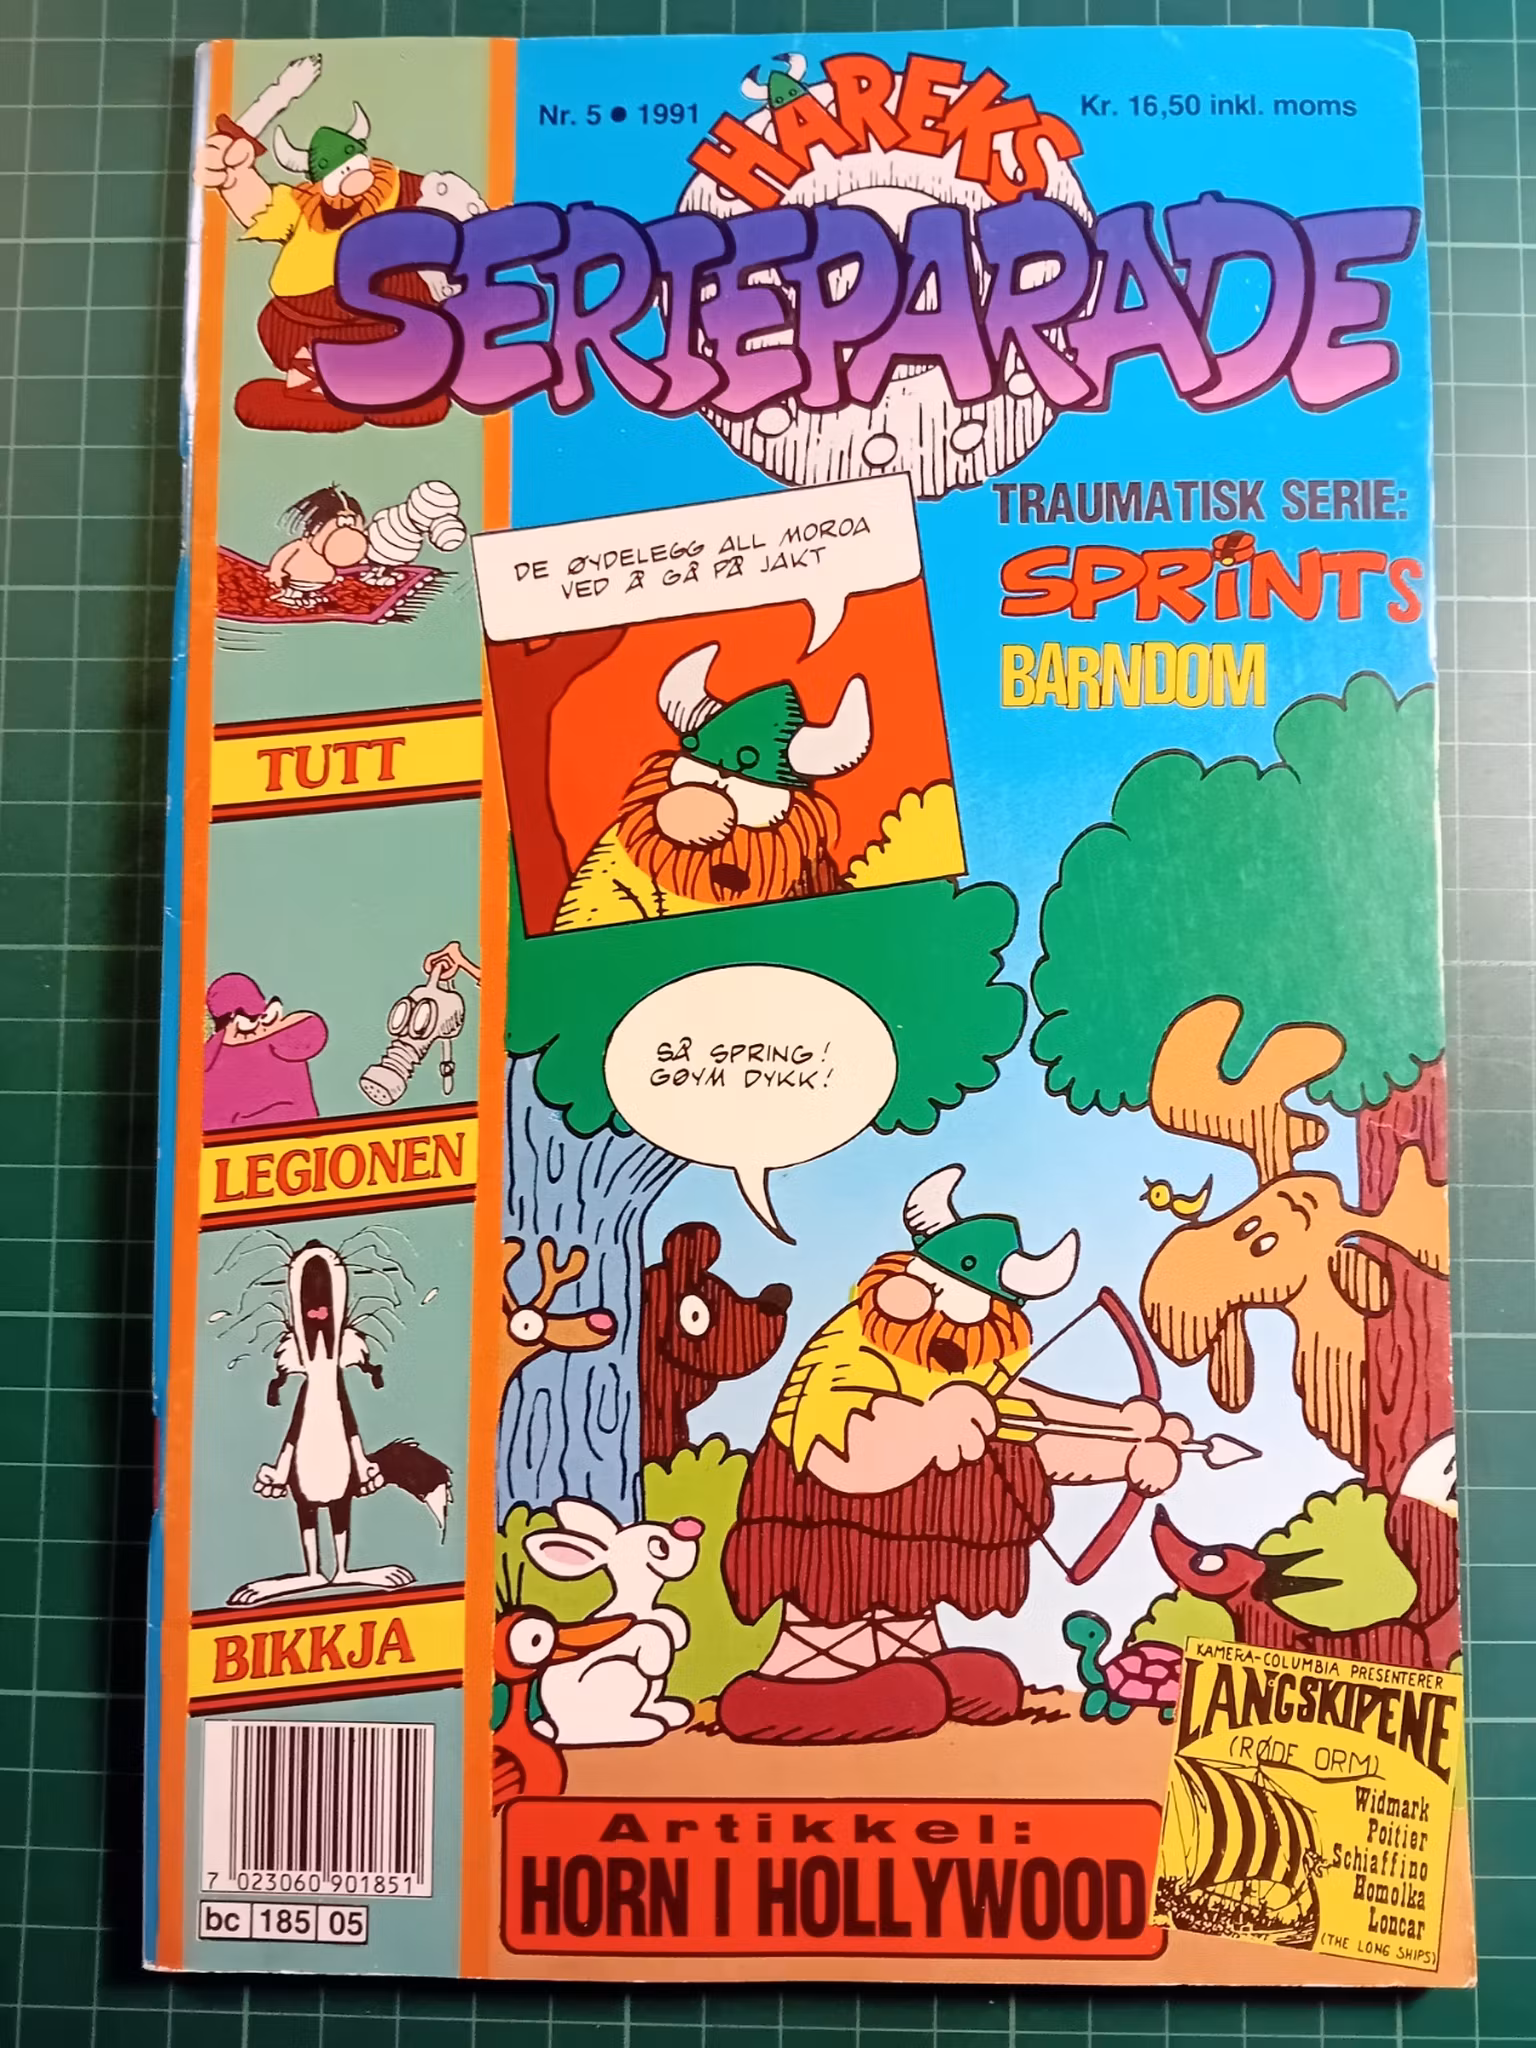 Nr. 5 ● 1991
HAREKS
Kr. 16,50 inkl. moms
SERIEPARADE
TRAUMATISK SERIE:
SPRINTS
BARNDOM
DE ØYDELEGG ALL MOROA
VED Å GÅ PÅ JAKT
TUTT
SÅ SPRING!
GØYM DYKK!
LEGIONEN
BIKKJA
KAMERA-COLUMBIA PRESENTERER
LANGSKIPENE
(RØDE ORM)
Widmark
Poitier
Schiaffino
Homolka
Loncar
(THE LONG SHIPS)
Artikkel:
HORN I HOLLYWOOD
7 023060 901851
bc 185 05